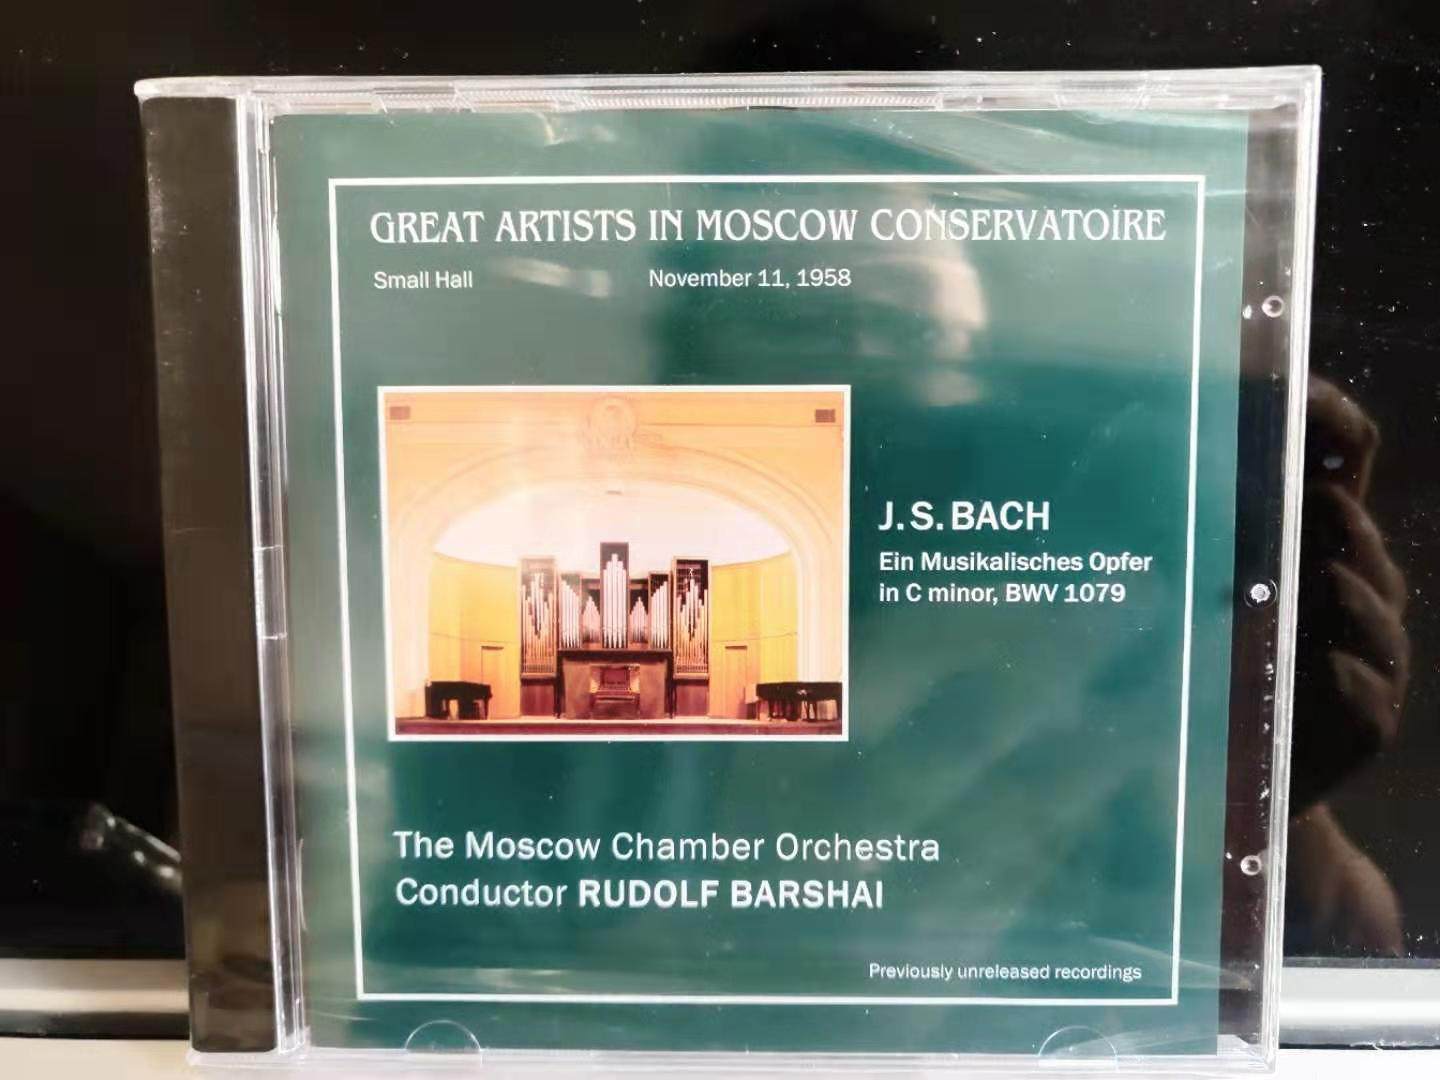 GREAT ARTISTS IN MOSCOW CONSERVATOIRE
Small Hall November 11, 1958
J. S. BACH
Ein Musikalisches Opfer
in C minor, BWV 1079
The Moscow Chamber Orchestra
Conductor RUDOLF BARSHAI
Previously unreleased recordings